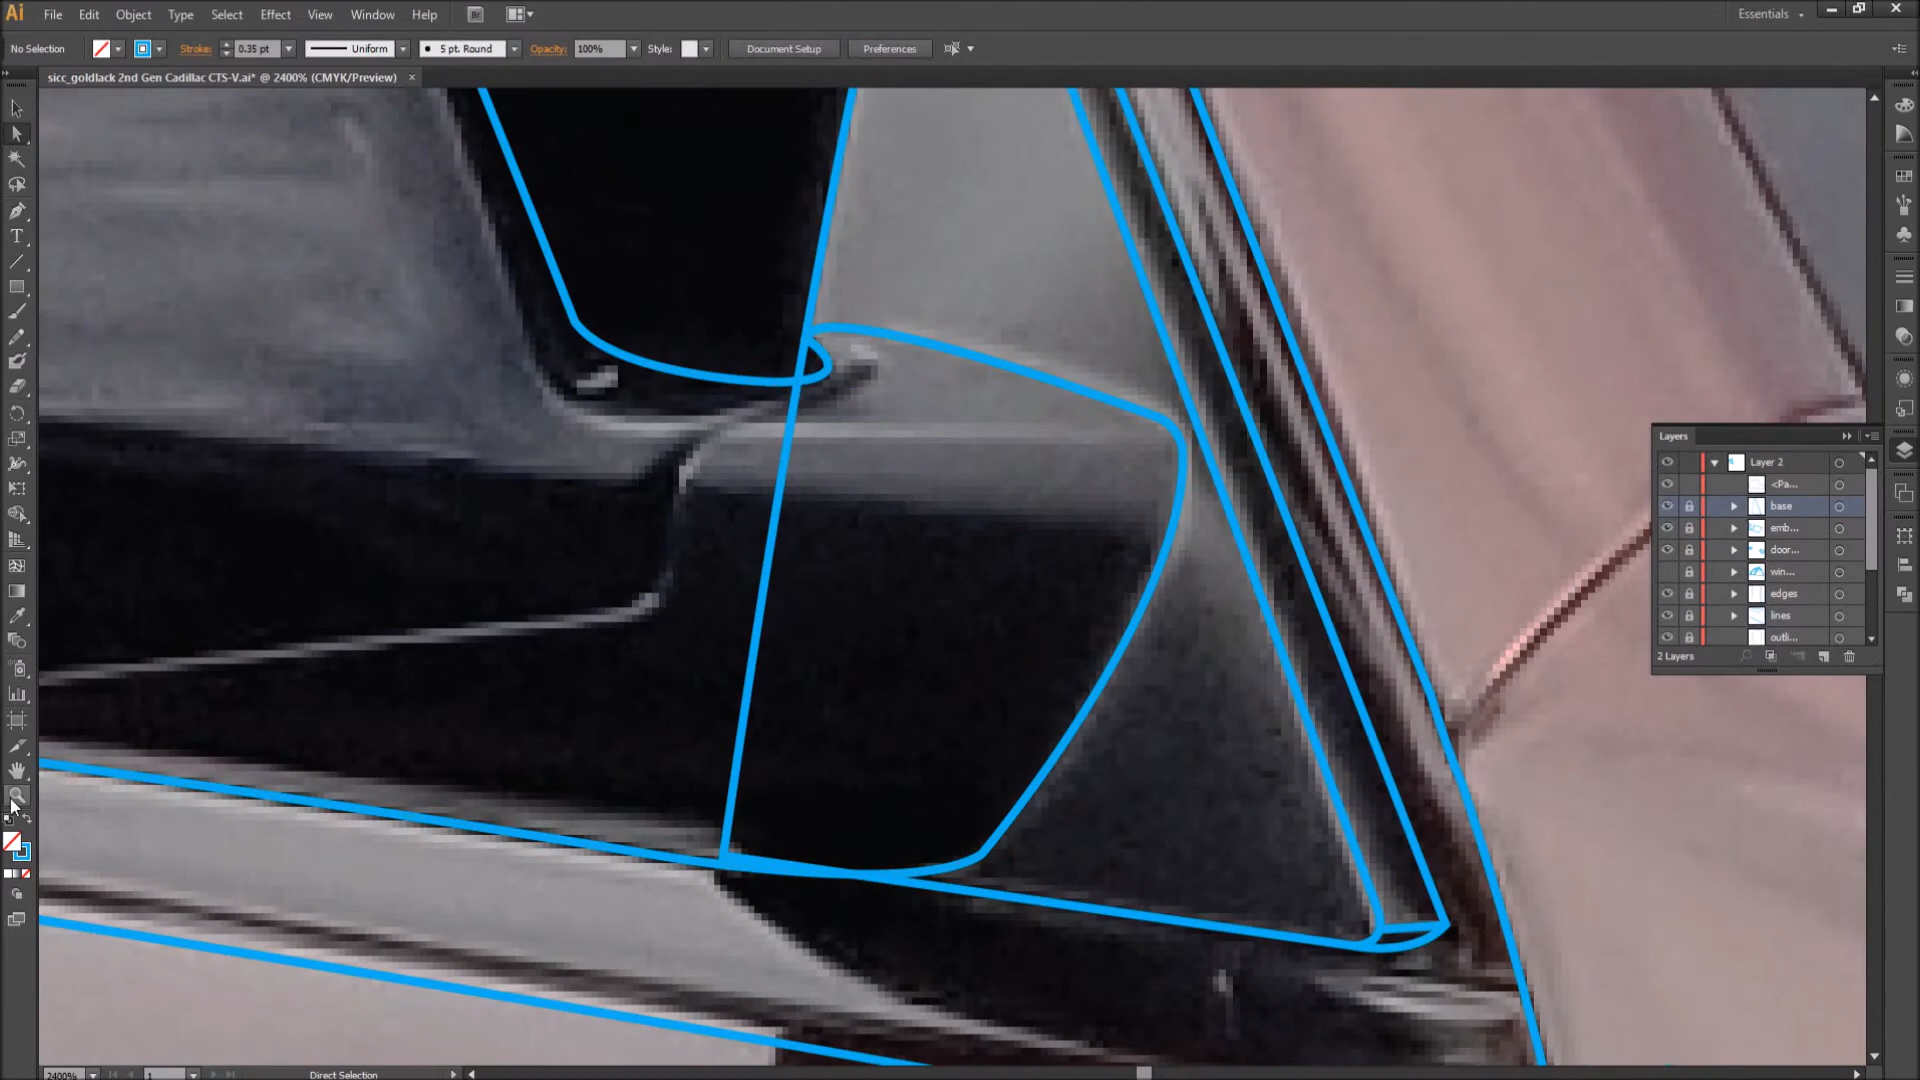 Ai File Edit Object Type Select Effect View Window Help Br Essentials
No Selection Stroke: 0.35 pt Uniform 5 pt. Round Opacity: 100% Style: Document Setup Preferences
sicc_goldlack 2nd Gen Cadillac CTS-V.ai* @ 2400% (CMYK/Preview) ×
T
Layers
Layer 2
<Pa...
base
emb...
door...
win...
edges
lines
outli...
2 Layers
2400% 1 Direct Selection